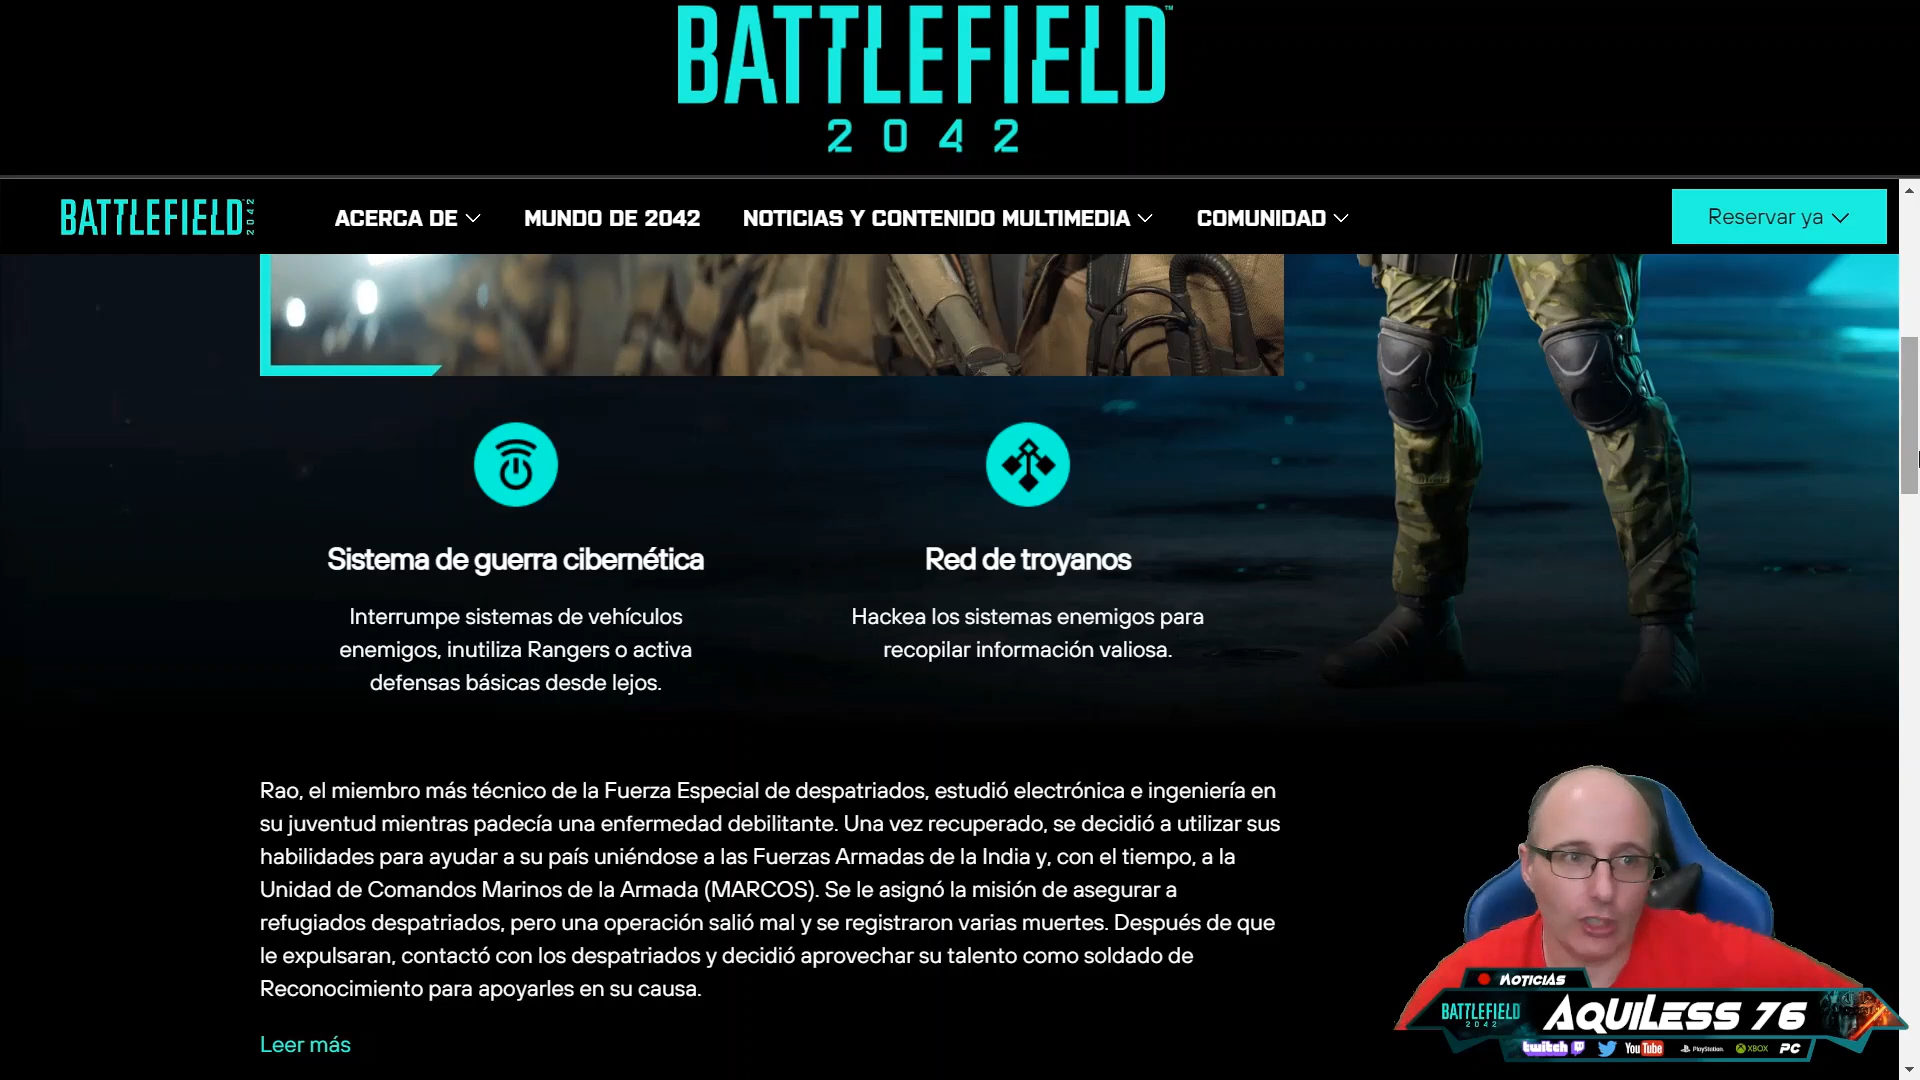 BATTLEFIELD™
2042
BATTLEFIELD 2042
ACERCA DE
MUNDO DE 2042
NOTICIAS Y CONTENIDO MULTIMEDIA
COMUNIDAD
Reservar ya
Sistema de guerra cibernética
Interrumpe sistemas de vehículos
enemigos, inutiliza Rangers o activa
defensas básicas desde lejos.
Red de troyanos
Hackea los sistemas enemigos para
recopilar información valiosa.
Rao, el miembro más técnico de la Fuerza Especial de despatriados, estudió electrónica e ingeniería en
su juventud mientras padecía una enfermedad debilitante. Una vez recuperado, se decidió a utilizar sus
habilidades para ayudar a su país uniéndose a las Fuerzas Armadas de la India y, con el tiempo, a la
Unidad de Comandos Marinos de la Armada (MARCOS). Se le asignó la misión de asegurar a
refugiados despatriados, pero una operación salió mal y se registraron varias muertes. Después de que
le expulsaran, contactó con los despatriados y decidió aprovechar su talento como soldado de
Reconocimiento para apoyarles en su causa.
Leer más
NOTICIAS
BATTLEFIELD
2042
AQUILESS 76
twitch
YouTube
PlayStation
XBOX
PC